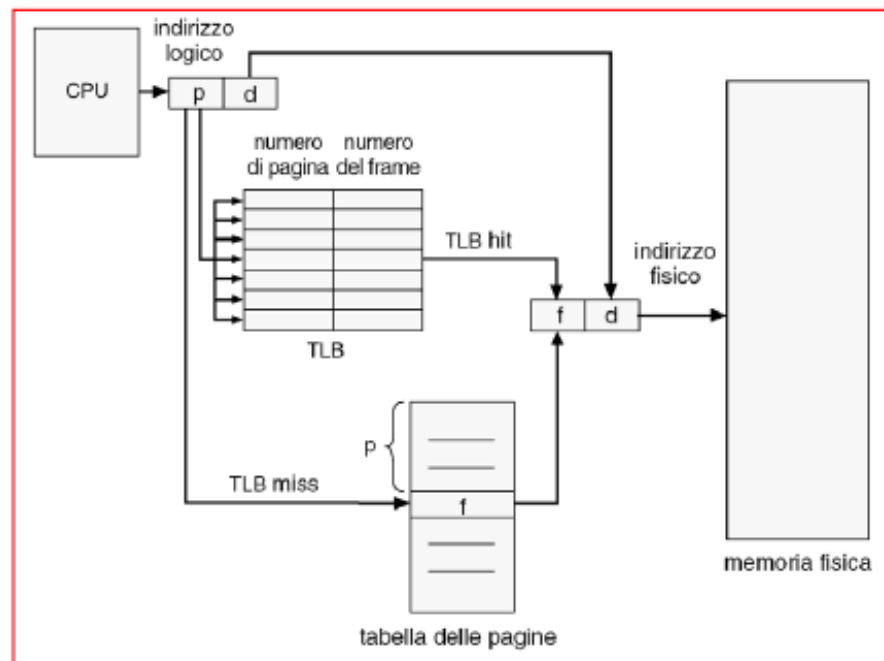 indirizzo
logico
CPU
p
d
numero
di pagina
numero
del frame
TLB hit
indirizzo
fisico
f
d
TLB
p
TLB miss
f
memoria fisica
tabella delle pagine